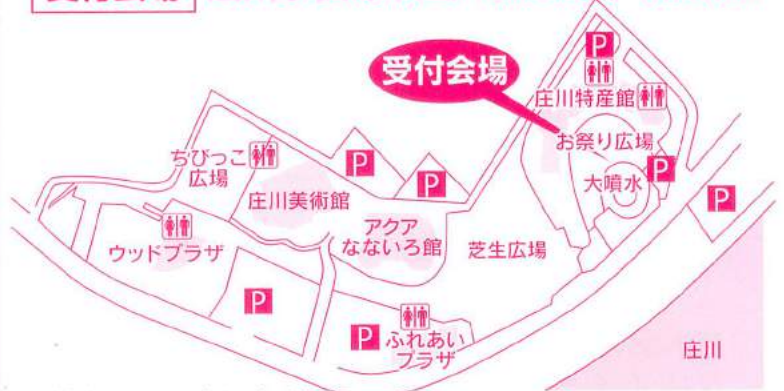 受付会場
P
庄川特産館
お祭り広場
大噴水
P
P
ちびっこ
広場
P
P
庄川美術館
アクア
なないろ館
芝生広場
ウッドプラザ
P
P
ふれあい
プラザ
庄川